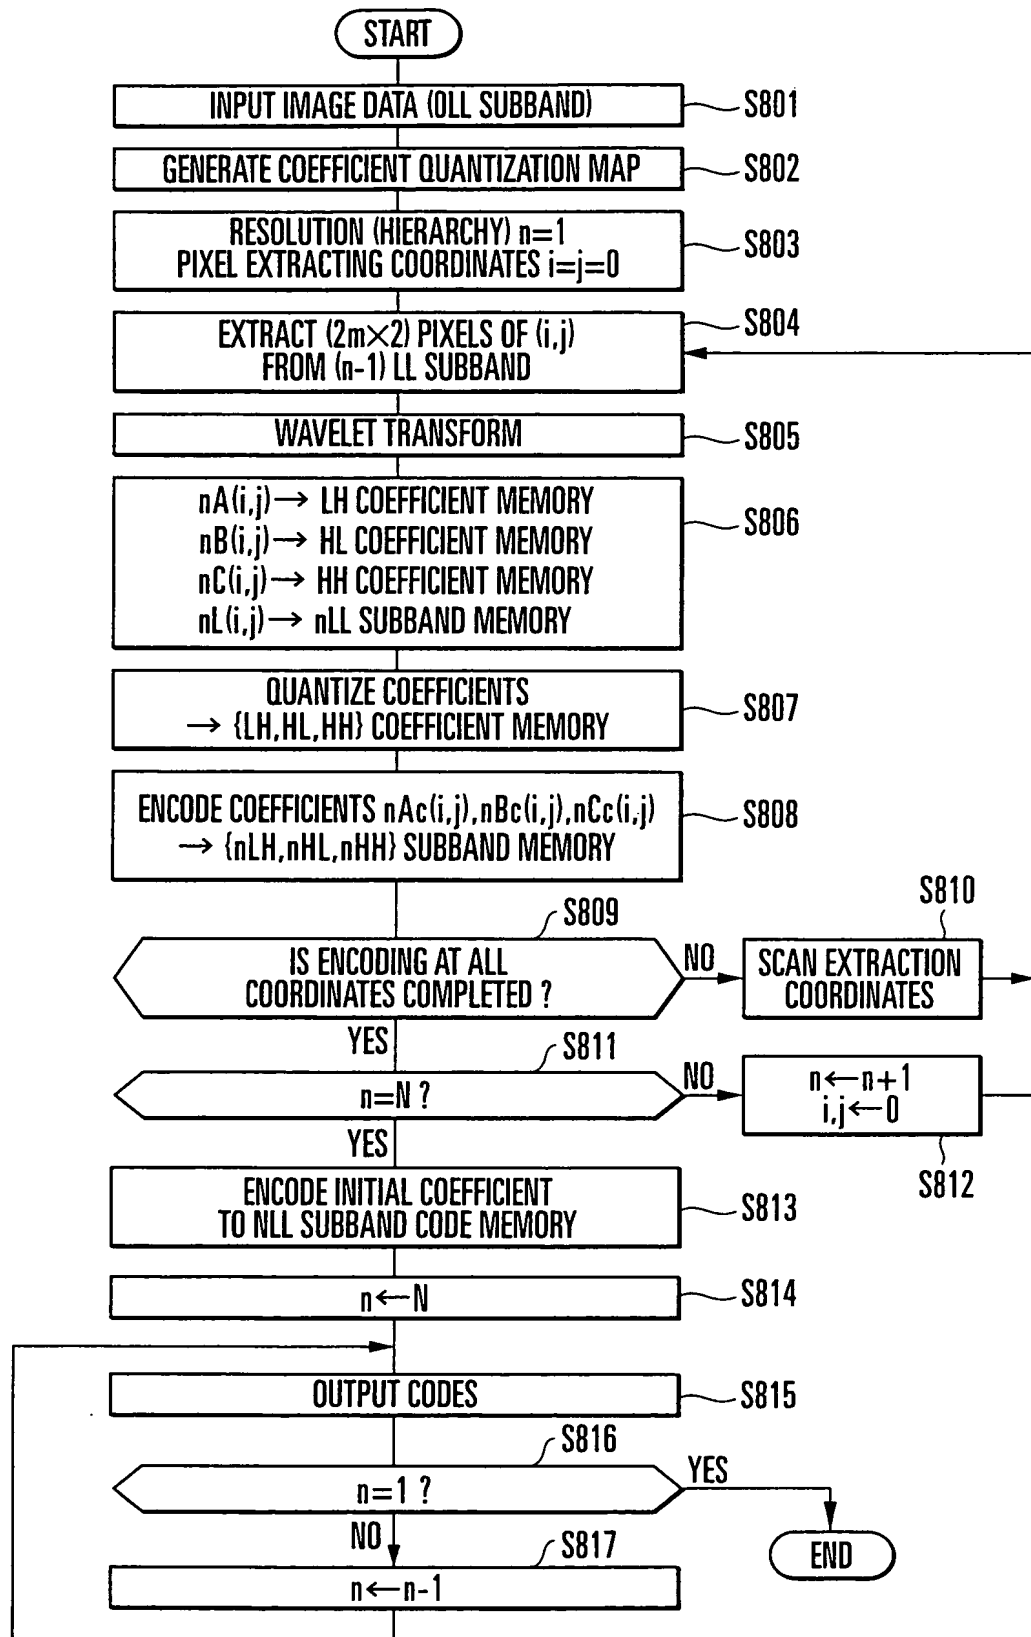 START
INPUT IMAGE DATA (0LL SUBBAND)
S801
GENERATE COEFFICIENT QUANTIZATION MAP
S802
RESOLUTION (HIERARCHY) n=1
PIXEL EXTRACTING COORDINATES i=j=0
S803
EXTRACT (2m×2) PIXELS OF (i,j)
FROM (n-1) LL SUBBAND
S804
WAVELET TRANSFORM
S805
nA(i,j)→ LH COEFFICIENT MEMORY
nB(i,j)→ HL COEFFICIENT MEMORY
nC(i,j)→ HH COEFFICIENT MEMORY
nL(i,j)→ nLL SUBBAND MEMORY
S806
QUANTIZE COEFFICIENTS
→ {LH,HL,HH} COEFFICIENT MEMORY
S807
ENCODE COEFFICIENTS nAc(i,j),nBc(i,j),nCc(i,j)
→ {nLH,nHL,nHH} SUBBAND MEMORY
S808
S809
IS ENCODING AT ALL
COORDINATES COMPLETED ?
NO
S810
SCAN EXTRACTION
COORDINATES
YES
S811
n=N ?
NO
n←n+1
i,j←0
S812
YES
ENCODE INITIAL COEFFICIENT
TO NLL SUBBAND CODE MEMORY
S813
n←N
S814
OUTPUT CODES
S815
S816
n=1 ?
YES
END
NO
S817
n←n-1